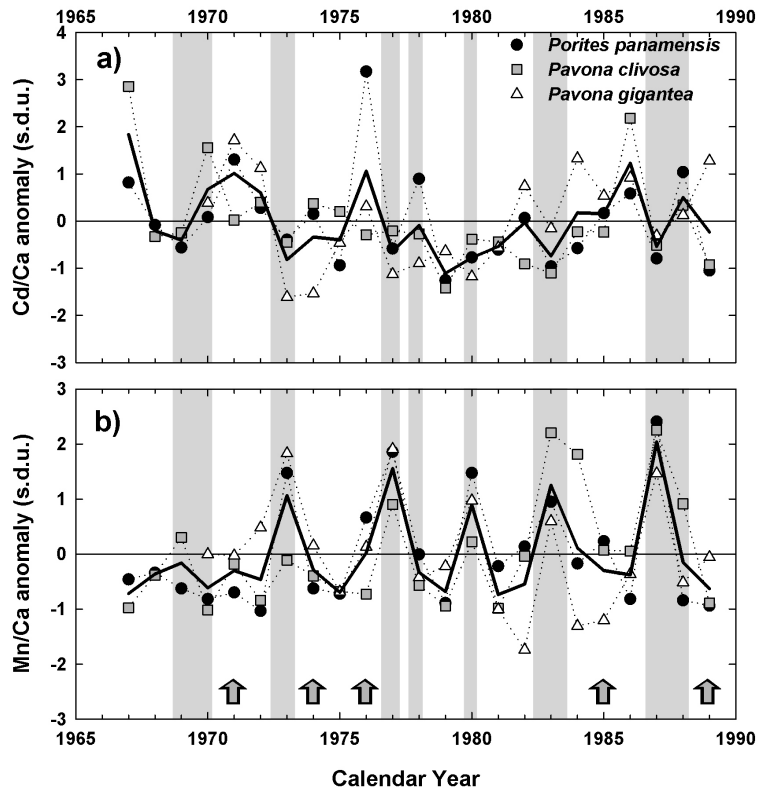 1965 1970 1975 1980 1985 1990
a)
Porites panamensis
Pavona clivosa
Pavona gigantea
Cd/Ca anomaly (s.d.u.)
4
3
2
1
0
-1
-2
-3
b)
Mn/Ca anomaly (s.d.u.)
3
2
1
0
-1
-2
-3
1965 1970 1975 1980 1985 1990
Calendar Year